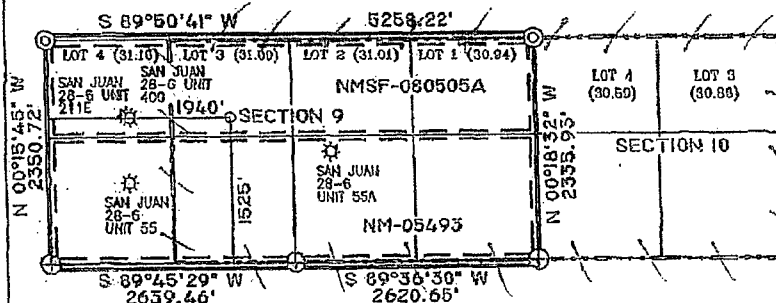 S 89°50'41" W 5258.22'
LOT 4 (31.10)
LOT 3 (31.00)
LOT 2 (31.01)
LOT 1 (30.94)
LOT 4
(30.59)
LOT 3
(30.88)
SAN JUAN
28-6 UNIT
211E
SAN JUAN
28-6 UNIT
400
NMSF-080505A
1940'
SECTION 9
SECTION 10
N 00°15'45" W
2350.72'
N 00°18'32" W
2335.93'
SAN JUAN
28-6
UNIT 55A
SAN JUAN
28-6
UNIT 55
1525'
NM-05493
S 89°45'29" W
2639.46'
S 89°36'30" W
2620.65'